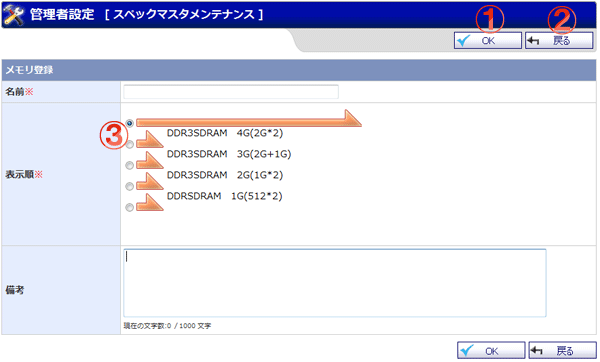 管理者設定 [ スペックマスタメンテナンス ]
① ②
OK 戻る
メモリ登録
名前※
③
DDR3SDRAM 4G(2G*2)
DDR3SDRAM 3G(2G+1G)
表示順※
DDR3SDRAM 2G(1G*2)
DDRSDRAM 1G(512*2)
備考
現在の文字数:0 / 1000 文字
OK 戻る